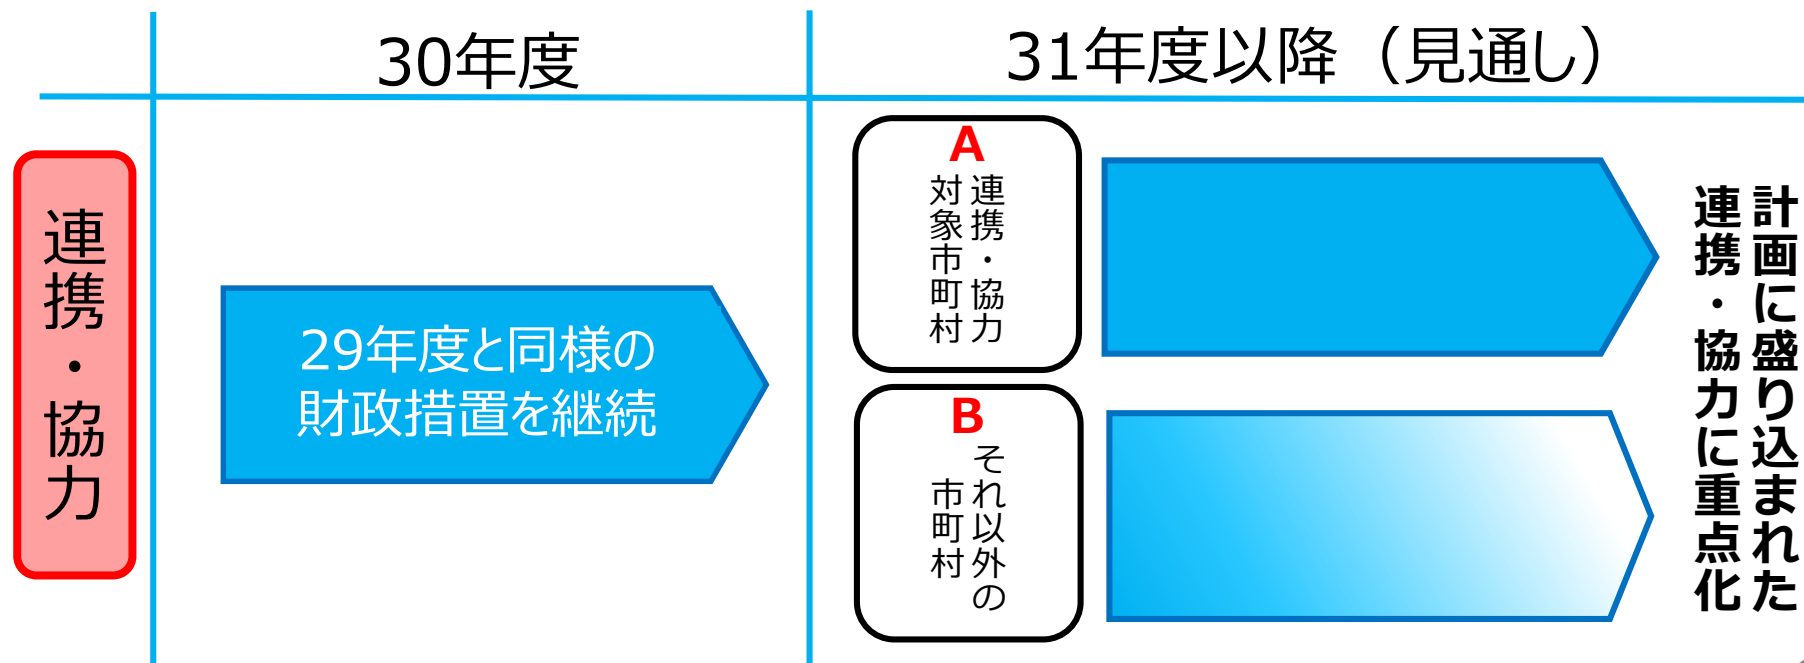 30年度
31年度以降（見通し）
連携・協力
29年度と同様の
財政措置を継続
A
連携・協力
対象市町村
B
それ以外の
市町村
計画に盛り込まれた
連携・協力に重点化